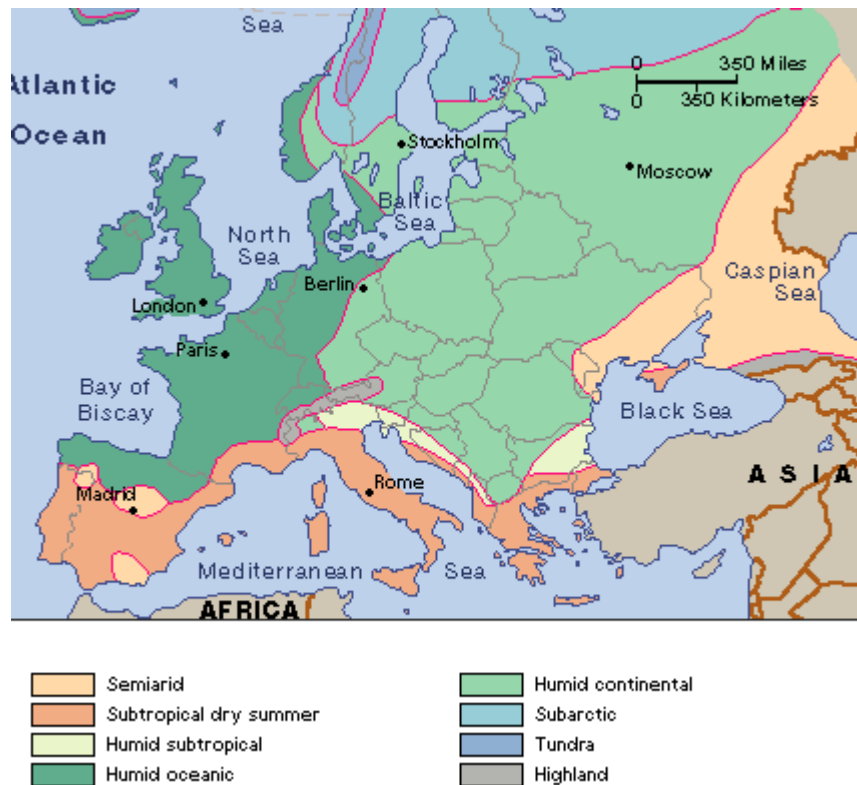 Sea
Atlantic
Ocean
0 350 Miles
0 350 Kilometers
Stockholm
Moscow
Baltic
Sea
North
Sea
Berlin
Caspian
Sea
London
Paris
Bay of
Biscay
Black Sea
ASIA
Rome
Madrid
Mediterranean Sea
AFRICA
Semiarid
Subtropical dry summer
Humid subtropical
Humid oceanic
Humid continental
Subarctic
Tundra
Highland